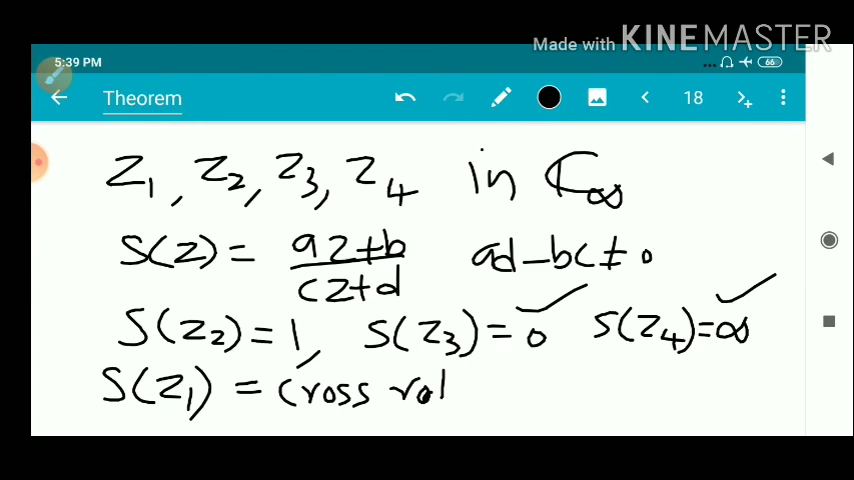 Made with KINEMASTER
5:39 PM 66
Theorem 18
Z1, Z2, Z3, Z4 in ℂ∞
S(Z) = az+b / cz+d ad-bc≠0
S(Z2) = 1, S(Z3) = 0 S(Z4)=∞
S(Z1) = cross